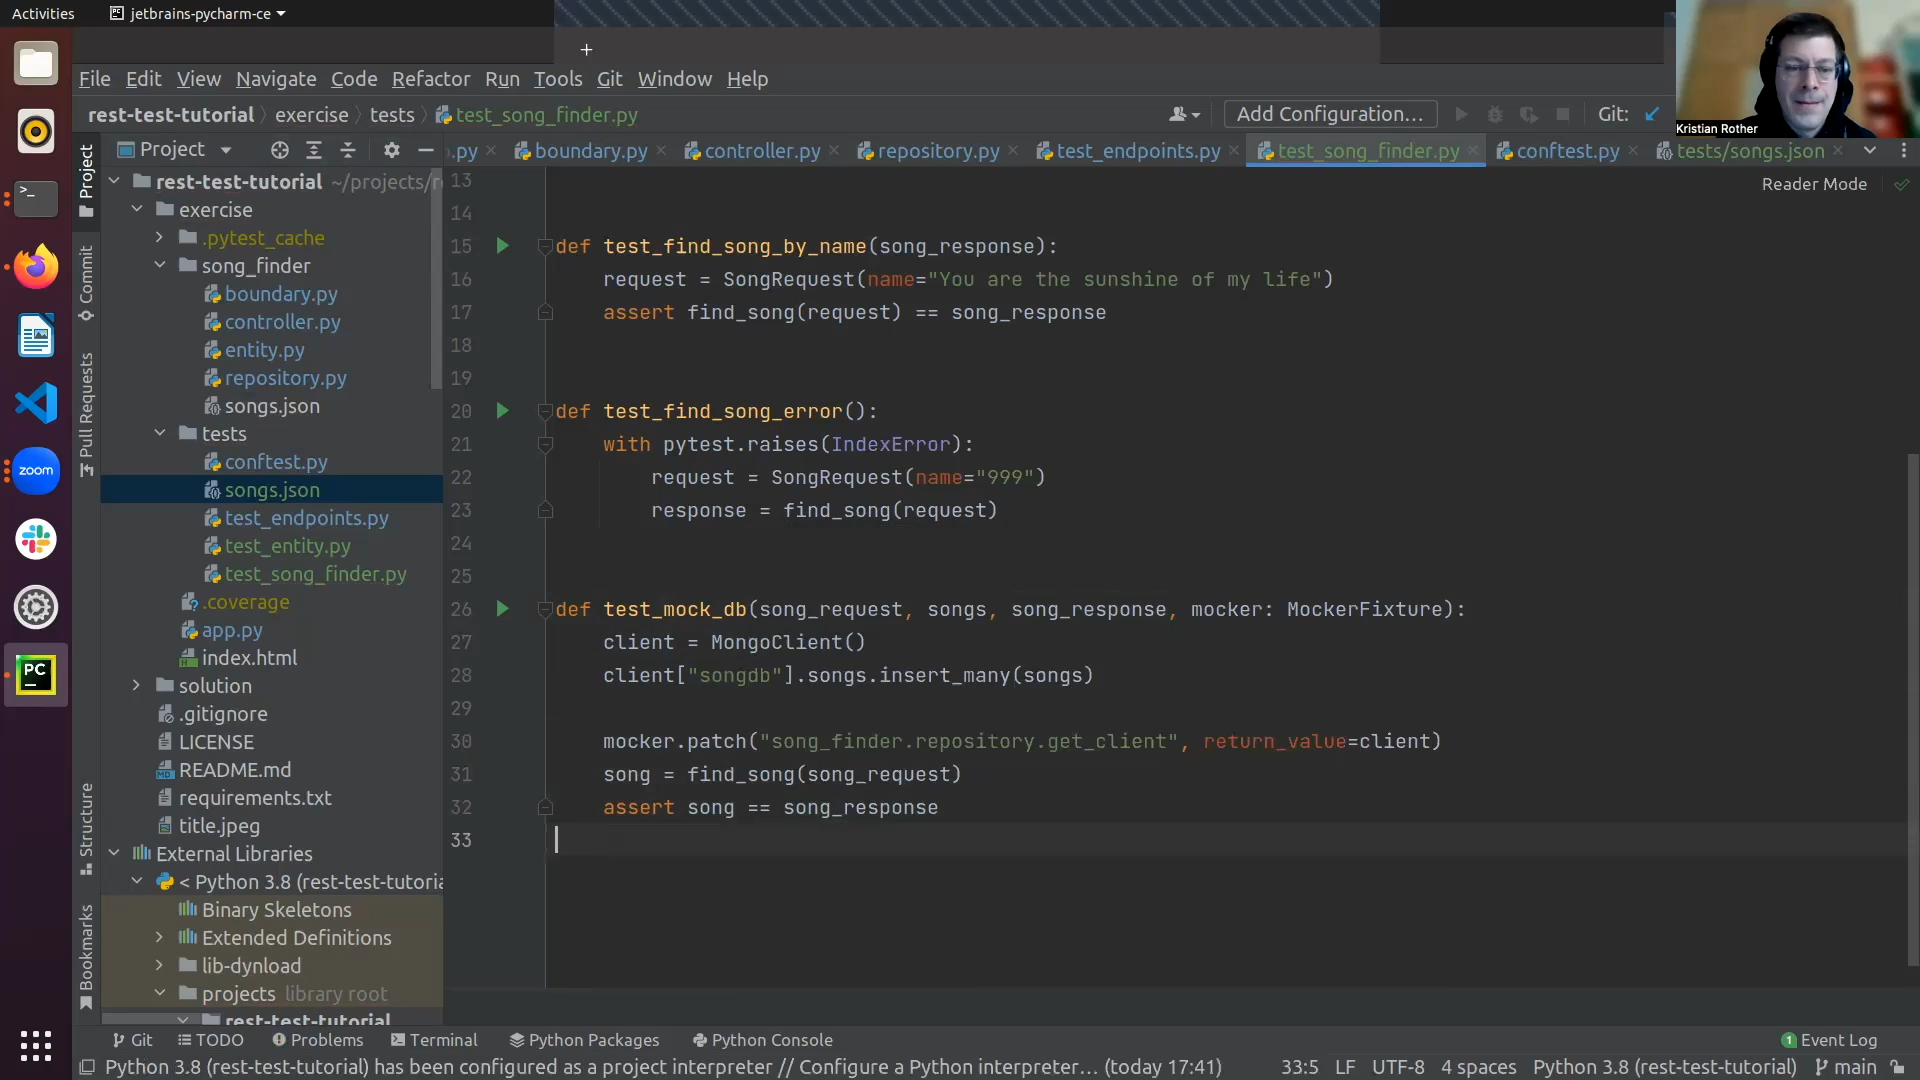 Activities
jetbrains-pycharm-ce
File Edit View Navigate Code Refactor Run Tools Git Window Help
Kristian Rother
rest-test-tutorial exercise tests test_song_finder.py
Add Configuration...
Git:
Project
.py
boundary.py
controller.py
repository.py
test_endpoints.py
test_song_finder.py
conftest.py
tests/songs.json
Reader Mode
Project
Commit
Pull Requests
Structure
Bookmarks
rest-test-tutorial ~/projects/r
exercise
.pytest_cache
song_finder
boundary.py
controller.py
entity.py
repository.py
songs.json
tests
conftest.py
songs.json
test_endpoints.py
test_entity.py
test_song_finder.py
.coverage
app.py
index.html
solution
.gitignore
LICENSE
README.md
requirements.txt
title.jpeg
External Libraries
< Python 3.8 (rest-test-tutoria
Binary Skeletons
Extended Definitions
lib-dynload
projects library root
rest-test-tutorial
zoom
PC
13
14
15 def test_find_song_by_name(song_response):
16 request = SongRequest(name="You are the sunshine of my life")
17 assert find_song(request) == song_response
18
19
20 def test_find_song_error():
21 with pytest.raises(IndexError):
22 request = SongRequest(name="999")
23 response = find_song(request)
24
25
26 def test_mock_db(song_request, songs, song_response, mocker: MockerFixture):
27 client = MongoClient()
28 client["songdb"].songs.insert_many(songs)
29
30 mocker.patch("song_finder.repository.get_client", return_value=client)
31 song = find_song(song_request)
32 assert song == song_response
33
Git TODO Problems Terminal Python Packages Python Console
1 Event Log
Python 3.8 (rest-test-tutorial) has been configured as a project interpreter // Configure a Python interpreter... (today 17:41)
33:5 LF UTF-8 4 spaces Python 3.8 (rest-test-tutorial) main